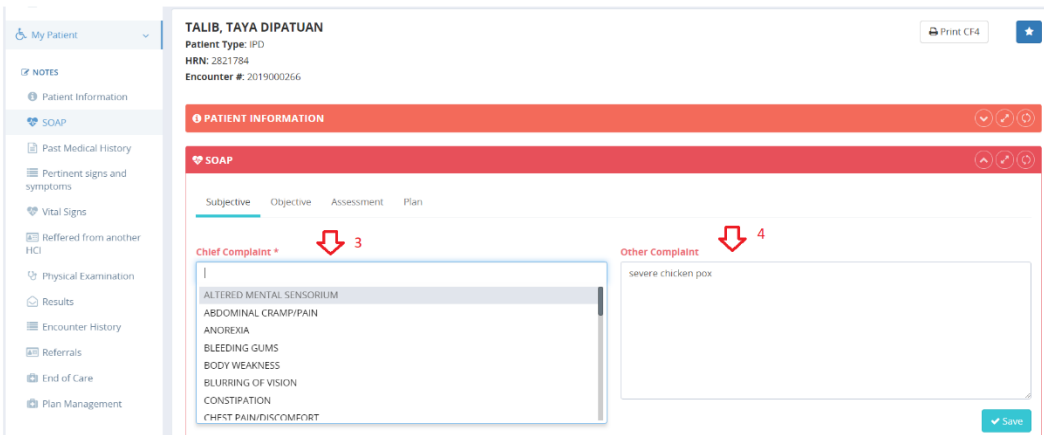 My Patient
NOTES
Patient Information
SOAP
Past Medical History
Pertinent signs and
symptoms
Vital Signs
Reffered from another
HCI
Physical Examination
Results
Encounter History
Referrals
End of Care
Plan Management
TALIB, TAYA DIPATUAN
Patient Type: IPD
HRN: 2821784
Encounter #: 2019000266
Print CF4
PATIENT INFORMATION
SOAP
Subjective Objective Assessment Plan
3
4
Chief Complaint *
ALTERED MENTAL SENSORIUM
ABDOMINAL CRAMP/PAIN
ANOREXIA
BLEEDING GUMS
BODY WEAKNESS
BLURRING OF VISION
CONSTIPATION
CHEST PAIN/DISCOMFORT
Other Complaint
severe chicken pox
Save